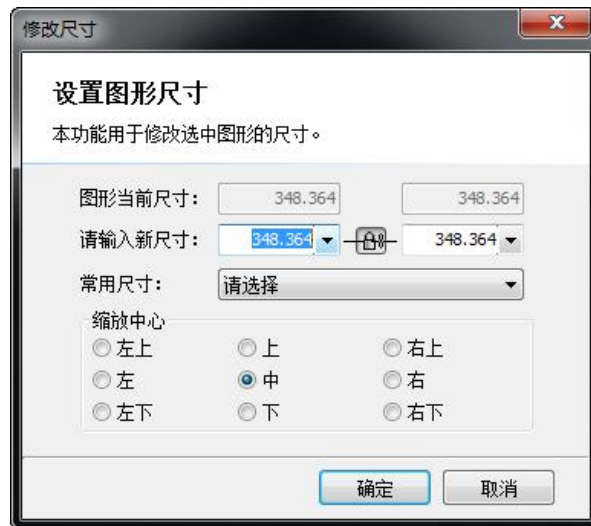 修改尺寸
设置图形尺寸
本功能用于修改选中图形的尺寸。
图形当前尺寸: 348.364 348.364
请输入新尺寸: 348.364 348.364
常用尺寸: 请选择
缩放中心
左上 上 右上
左 中 右
左下 下 右下
确定 取消